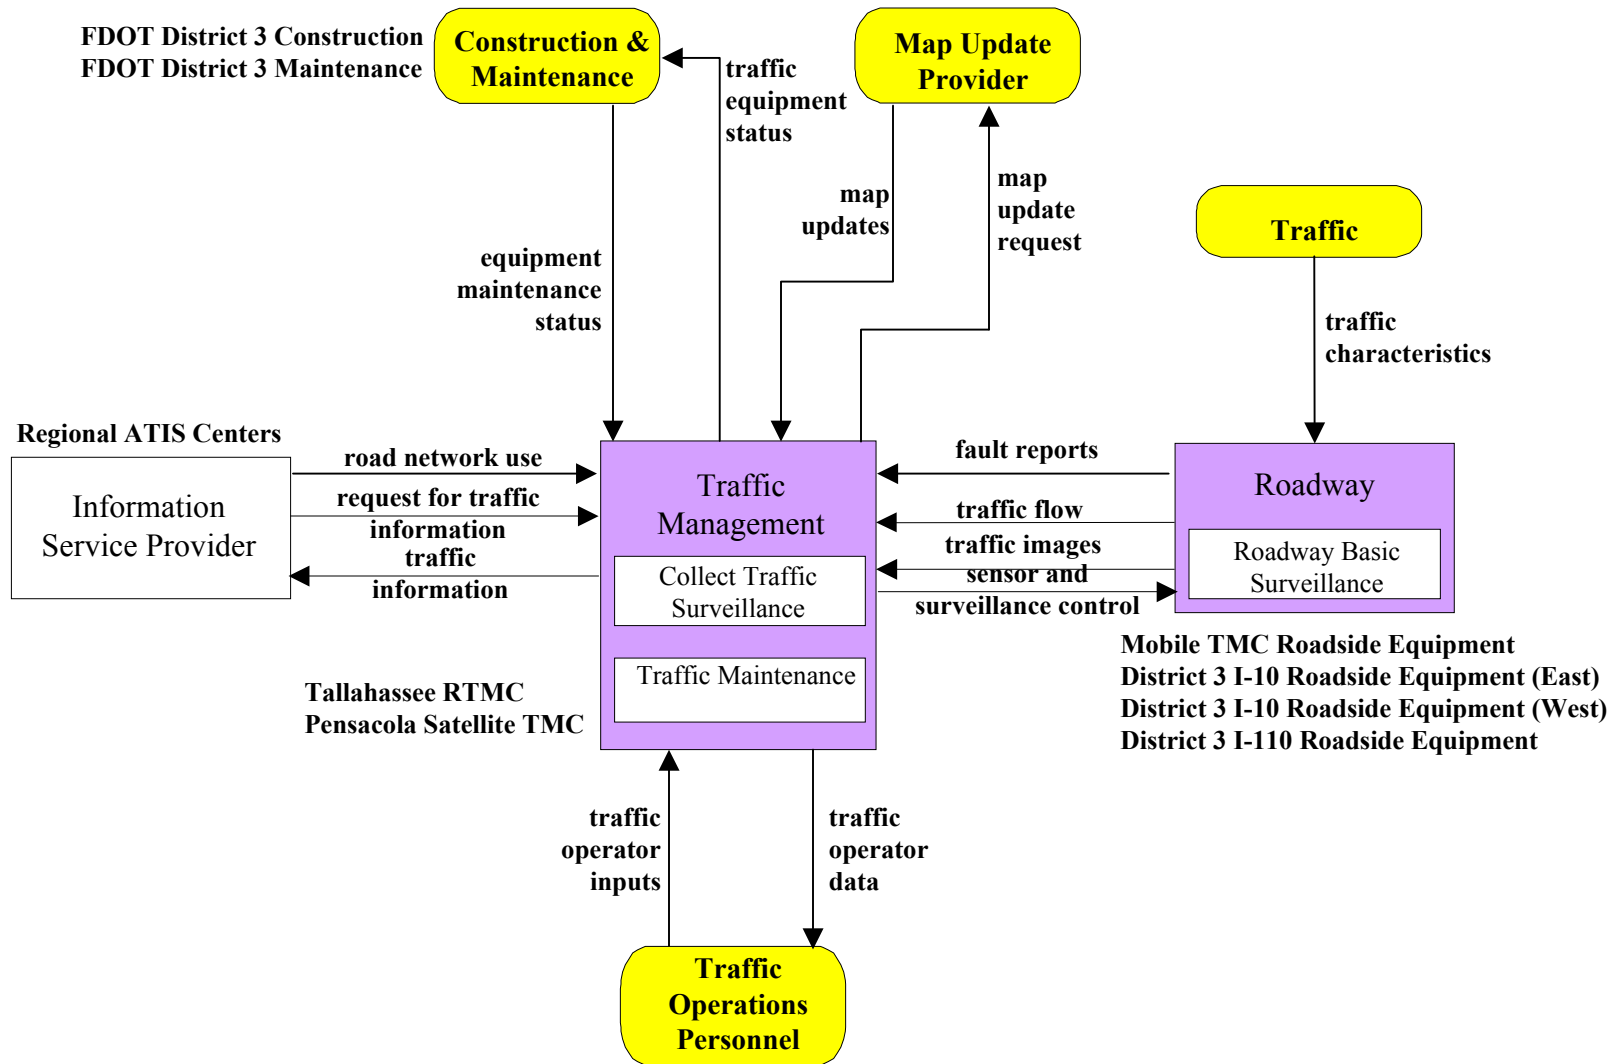 FDOT District 3 Construction
FDOT District 3 Maintenance
Construction &
Maintenance
traffic
equipment
status
Map Update
Provider
map
updates
map
update
request
Traffic
equipment
maintenance
status
traffic
characteristics
Regional ATIS Centers
Information
Service Provider
road network use
request for traffic
information
traffic
information
Traffic
Management
Collect Traffic
Surveillance
Traffic Maintenance
fault reports
traffic flow
traffic images
sensor and
surveillance control
Roadway
Roadway Basic
Surveillance
Mobile TMC Roadside Equipment
District 3 I-10 Roadside Equipment (East)
District 3 I-10 Roadside Equipment (West)
District 3 I-110 Roadside Equipment
Tallahassee RTMC
Pensacola Satellite TMC
traffic
operator
inputs
traffic
operator
data
Traffic
Operations
Personnel